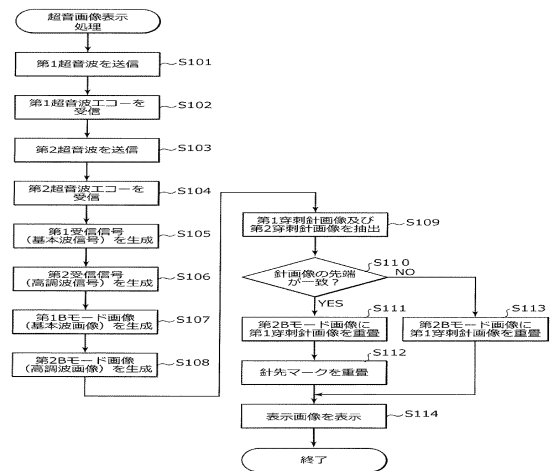 超音画像表示
処理
第1超音波を送信
S101
第1超音波エコーを
受信
S102
第2超音波を送信
S103
第2超音波エコーを
受信
S104
第1受信信号
(基本波信号)を生成
S105
第2受信信号
(高調波信号)を生成
S106
第1Bモード画像
(基本波画像)を生成
S107
第2Bモード画像
(高調波画像)を生成
S108
第1穿刺針画像及び
第2穿刺針画像を抽出
S109
針画像の先端
が一致?
S110
NO
YES
第2Bモード画像に
第1穿刺針画像を重畳
S111
針先マークを重畳
S112
第2Bモード画像に
第1穿刺針画像を重畳
S113
表示画像を表示
S114
終了